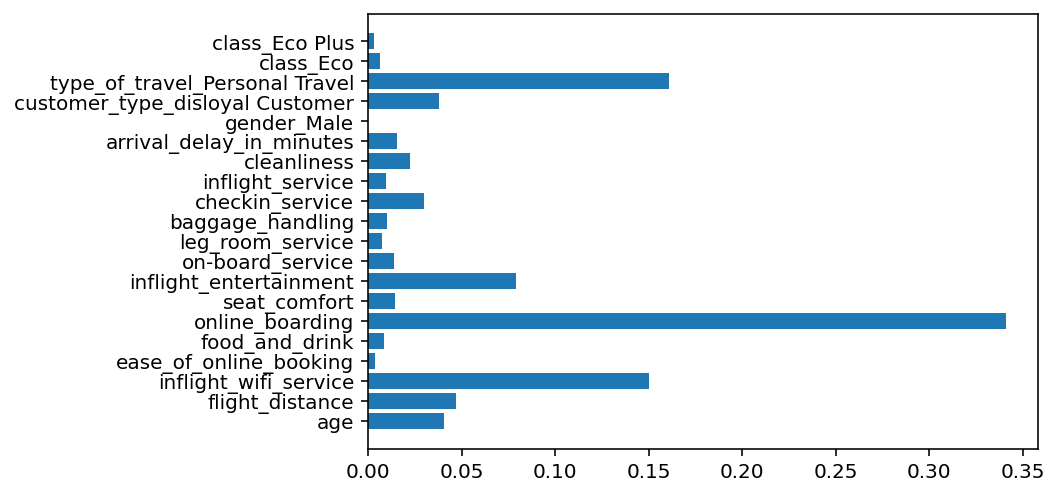 class_Eco Plus
class_Eco
type_of_travel_Personal Travel
customer_type_disloyal Customer
gender_Male
arrival_delay_in_minutes
cleanliness
inflight_service
checkin_service
baggage_handling
leg_room_service
on-board_service
inflight_entertainment
seat_comfort
online_boarding
food_and_drink
ease_of_online_booking
inflight_wifi_service
flight_distance
age
0.00 0.05 0.10 0.15 0.20 0.25 0.30 0.35